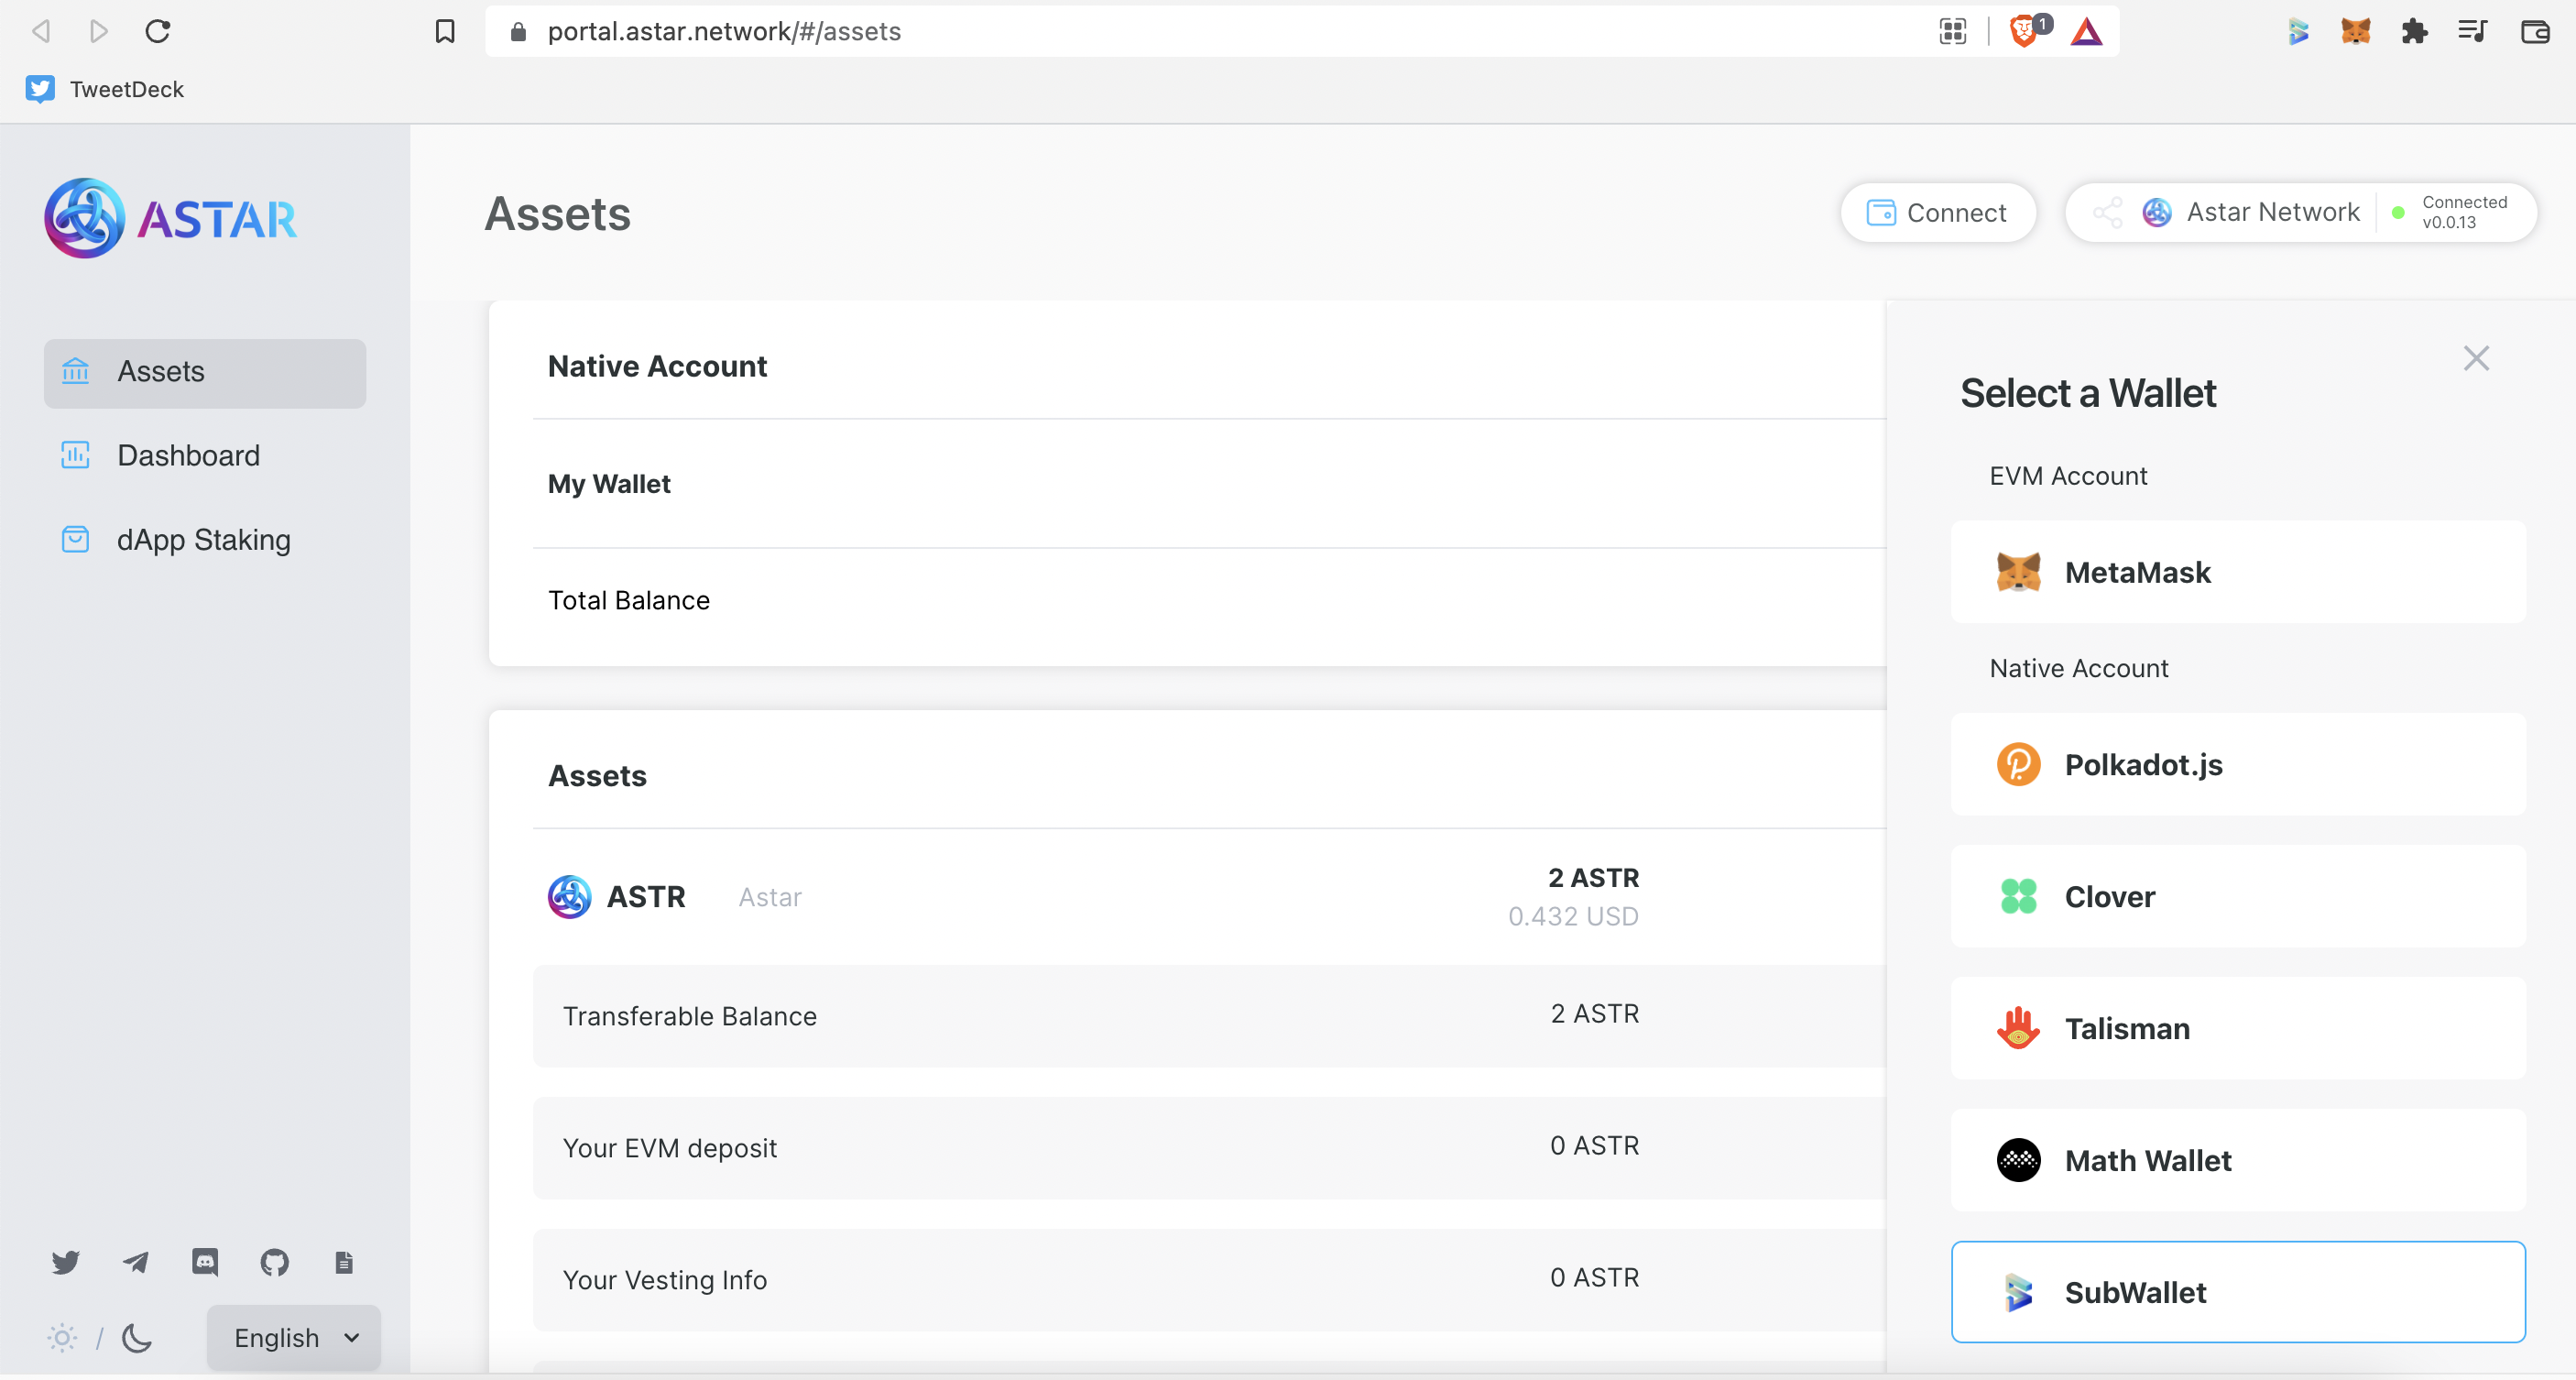 portal.astar.network/#/assets
1
TweetDeck
ASTAR
Assets
Dashboard
dApp Staking
English
/
Assets
Connect
Astar Network
Connected
v0.0.13
Native Account
My Wallet
Total Balance
Assets
ASTR
Astar
2 ASTR
0.432 USD
Transferable Balance
2 ASTR
Your EVM deposit
0 ASTR
Your Vesting Info
0 ASTR
Select a Wallet
EVM Account
MetaMask
Native Account
Polkadot.js
Clover
Talisman
Math Wallet
SubWallet